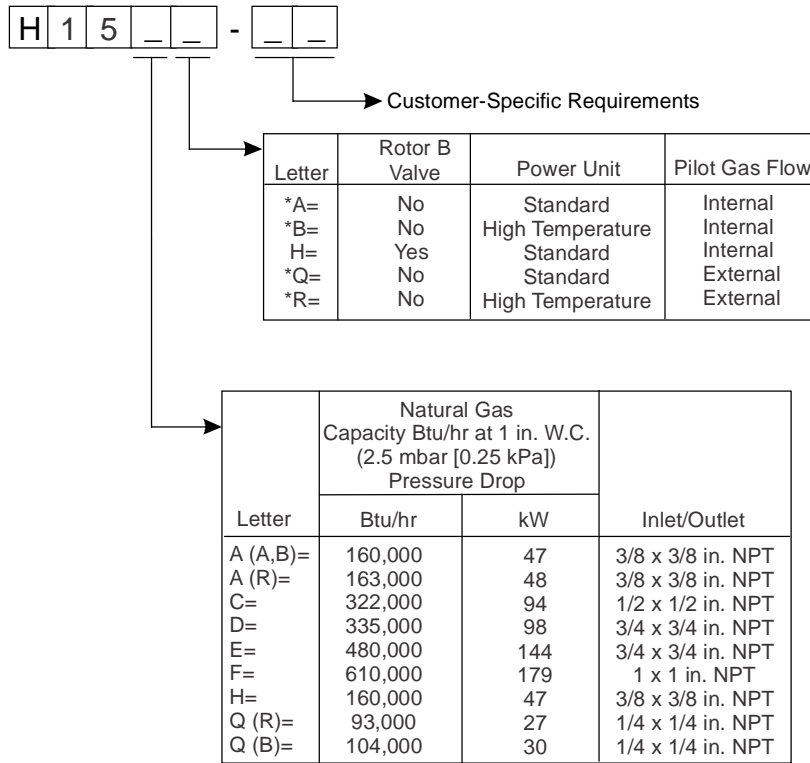 H 1 5 _ _ - _ _
Customer-Specific Requirements
Letter Rotor B Valve Power Unit Pilot Gas Flow
*A= No Standard Internal
*B= No High Temperature Internal
H= Yes Standard Internal
*Q= No Standard External
*R= No High Temperature External
Natural Gas
Capacity Btu/hr at 1 in. W.C.
(2.5 mbar [0.25 kPa])
Pressure Drop
Letter Btu/hr kW Inlet/Outlet
A (A,B)= 160,000 47 3/8 x 3/8 in. NPT
A (R)= 163,000 48 3/8 x 3/8 in. NPT
C= 322,000 94 1/2 x 1/2 in. NPT
D= 335,000 98 3/4 x 3/4 in. NPT
E= 480,000 144 3/4 x 3/4 in. NPT
F= 610,000 179 1 x 1 in. NPT
H= 160,000 47 3/8 x 3/8 in. NPT
Q (R)= 93,000 27 1/4 x 1/4 in. NPT
Q (B)= 104,000 30 1/4 x 1/4 in. NPT